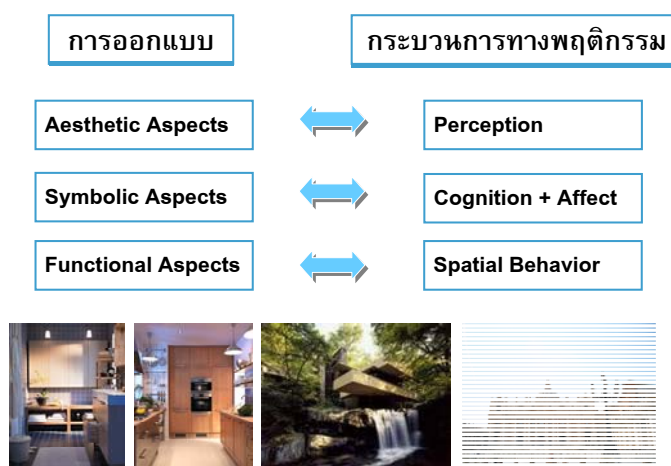 การออกแบบ
กระบวนการทางพฤติกรรม
Aesthetic Aspects
Perception
Symbolic Aspects
Cognition + Affect
Functional Aspects
Spatial Behavior